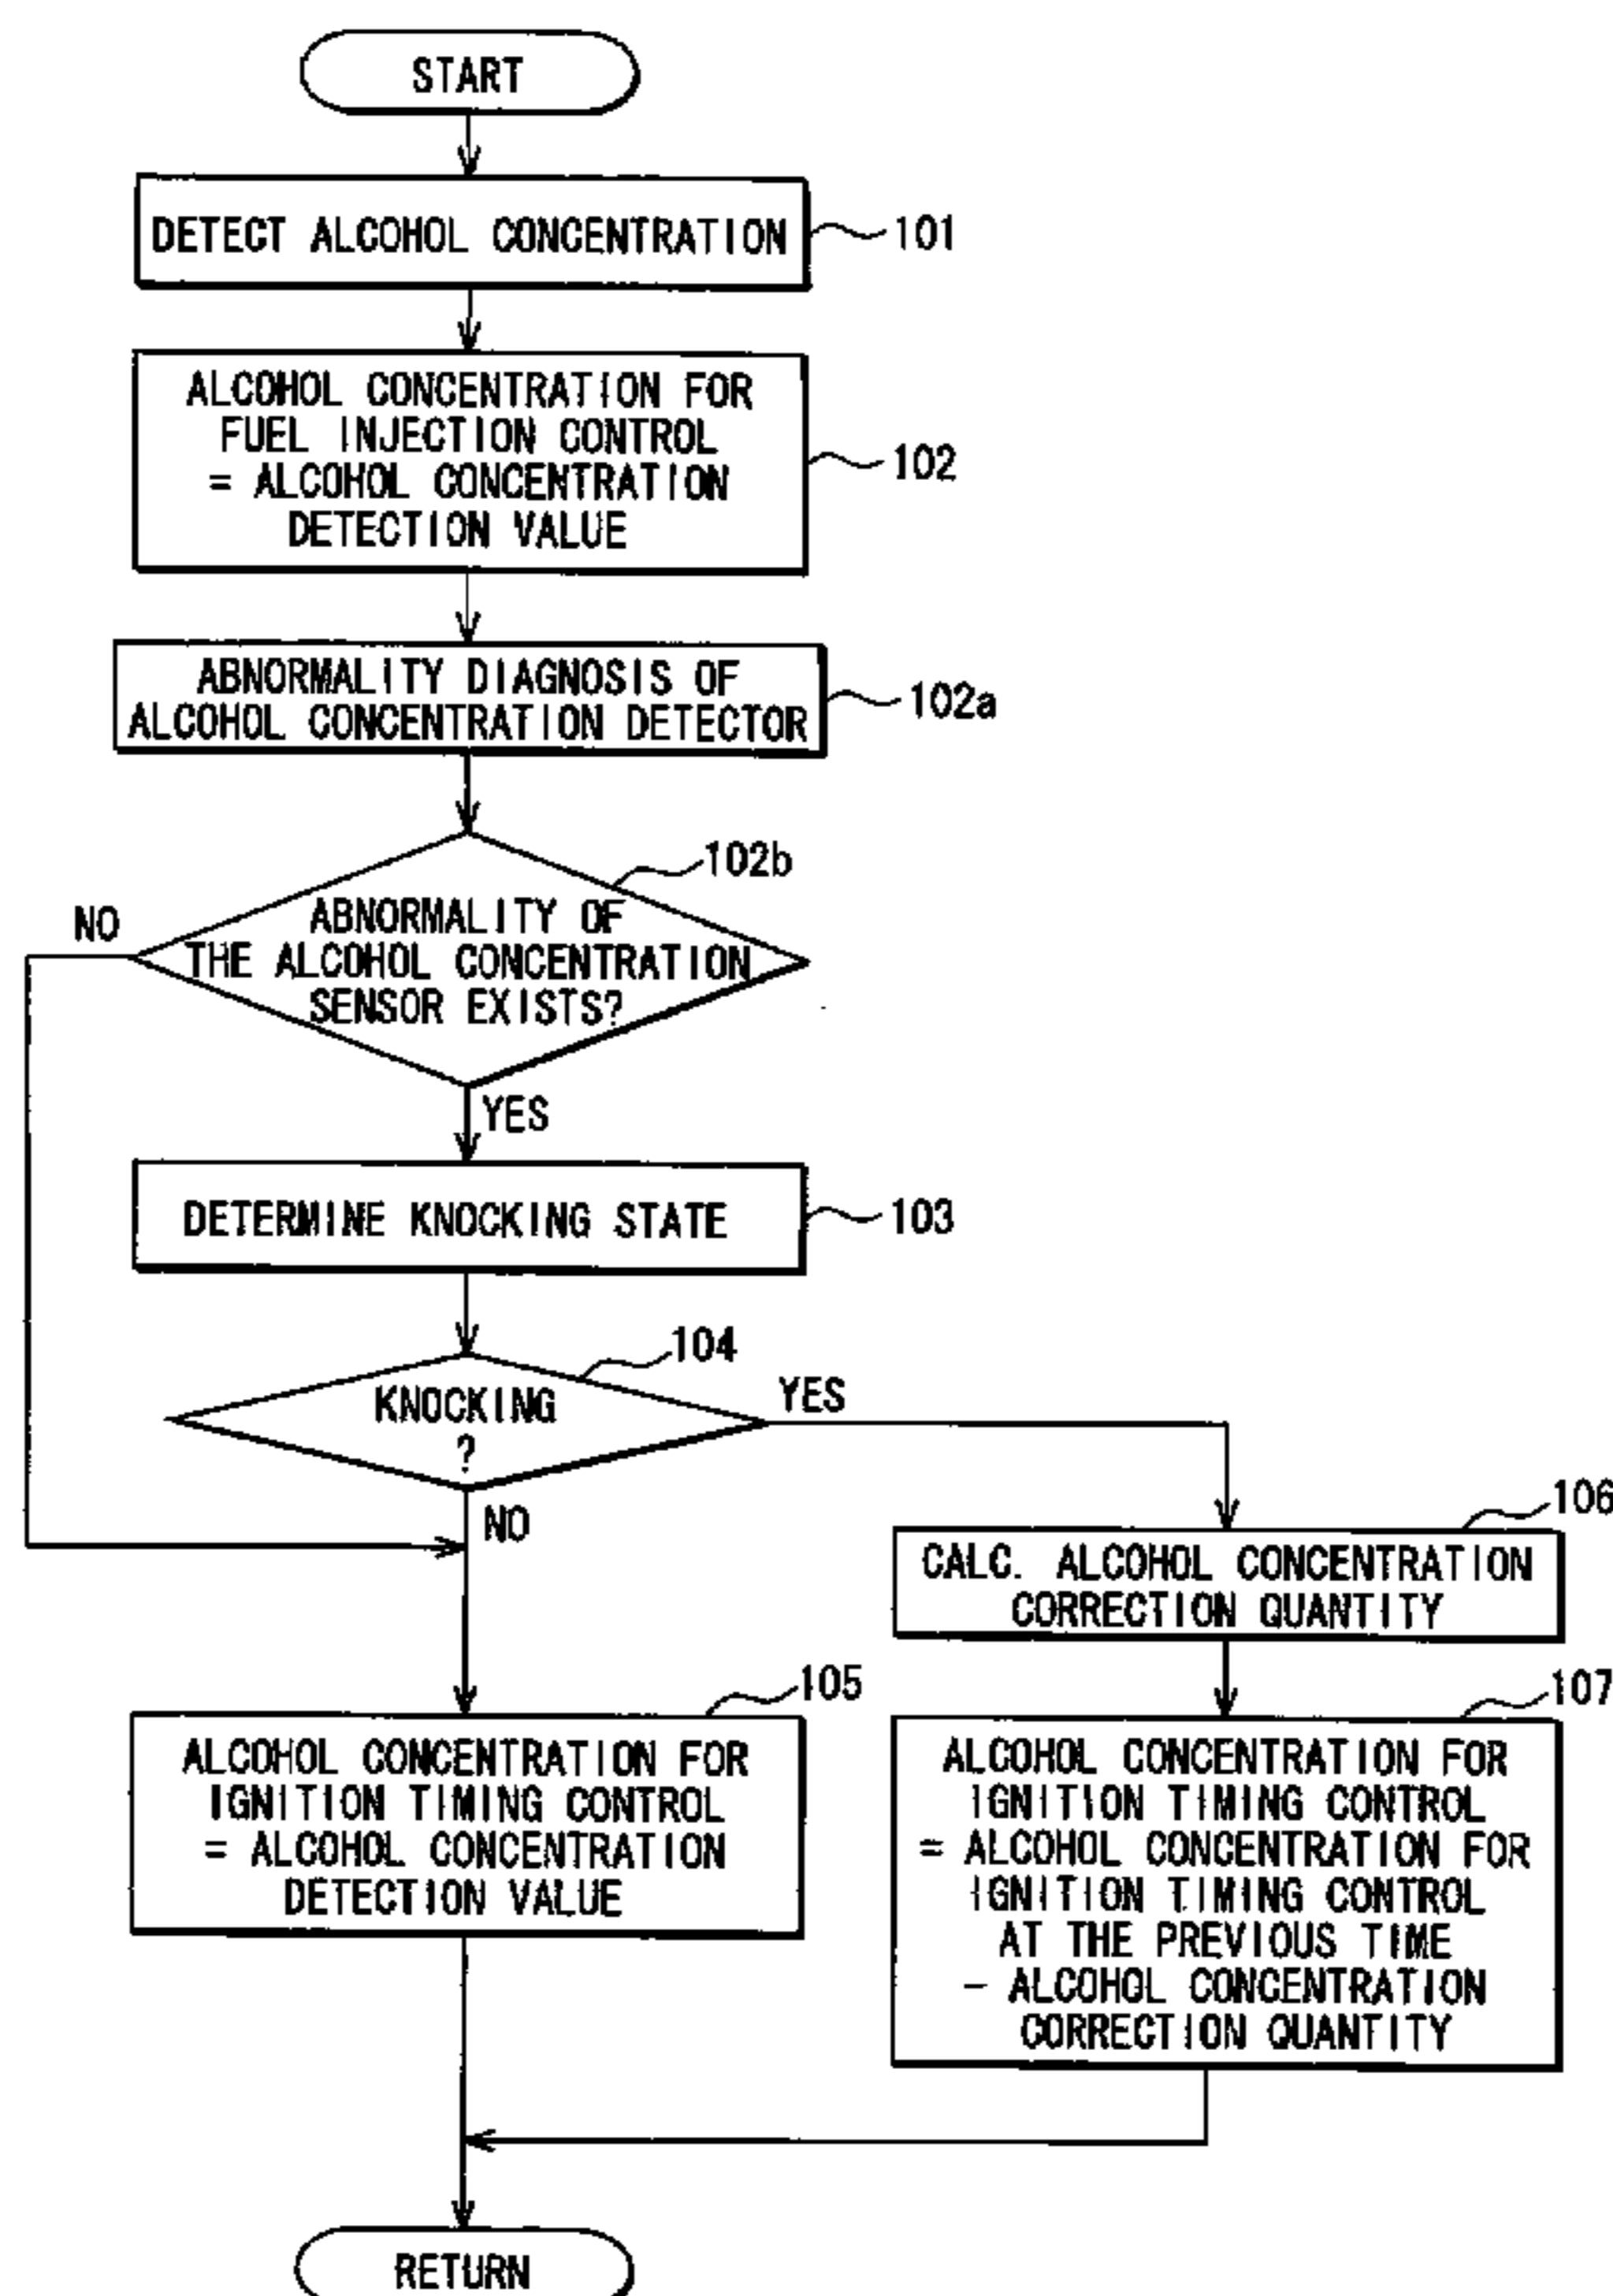 START
DETECT ALCOHOL CONCENTRATION
101
ALCOHOL CONCENTRATION FOR
FUEL INJECTION CONTROL
= ALCOHOL CONCENTRATION
DETECTION VALUE
102
ABNORMALITY DIAGNOSIS OF
ALCOHOL CONCENTRATION DETECTOR
102a
102b
NO
ABNORMALITY OF
THE ALCOHOL CONCENTRATION
SENSOR EXISTS?
YES
DETERMINE KNOCKING STATE
103
104
KNOCKING
?
YES
NO
106
CALC. ALCOHOL CONCENTRATION
CORRECTION QUANTITY
105
ALCOHOL CONCENTRATION FOR
IGNITION TIMING CONTROL
= ALCOHOL CONCENTRATION
DETECTION VALUE
107
ALCOHOL CONCENTRATION FOR
IGNITION TIMING CONTROL
= ALCOHOL CONCENTRATION FOR
IGNITION TIMING CONTROL
AT THE PREVIOUS TIME
- ALCOHOL CONCENTRATION
CORRECTION QUANTITY
RETURN